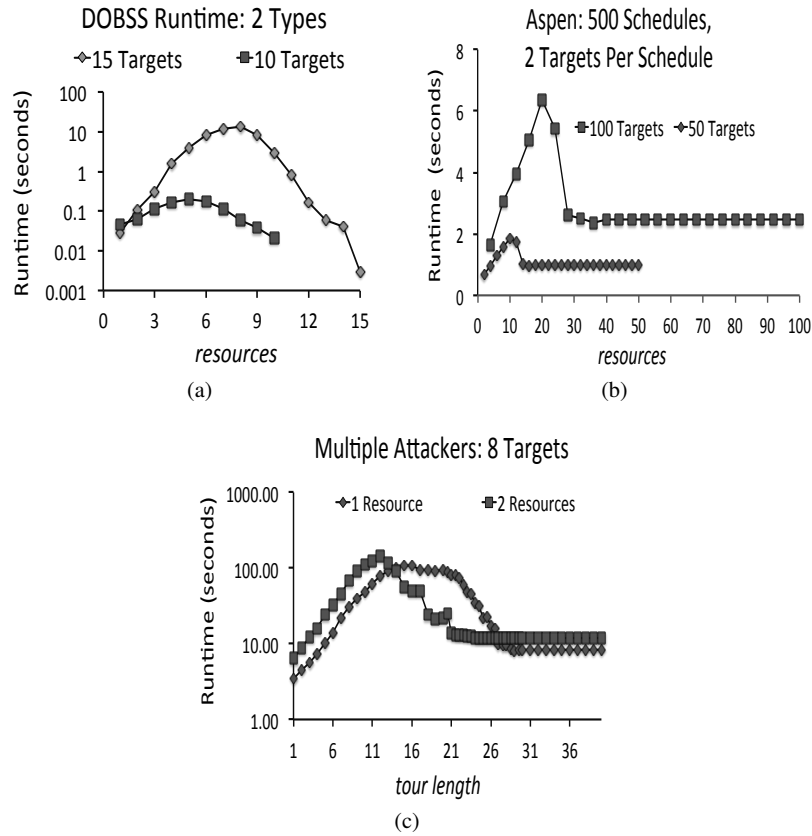 DOBSS Runtime: 2 Types
15 Targets 10 Targets
Runtime (seconds)
100
10
1
0.1
0.01
0.001
0 3 6 9 12 15
resources
(a)
Aspen: 500 Schedules,
2 Targets Per Schedule
100 Targets 50 Targets
Runtime (seconds)
8
6
4
2
0
0 10 20 30 40 50 60 70 80 90 100
resources
(b)
Multiple Attackers: 8 Targets
1 Resource 2 Resources
Runtime (seconds)
1000.00
100.00
10.00
1.00
1 6 11 16 21 26 31 36
tour length
(c)